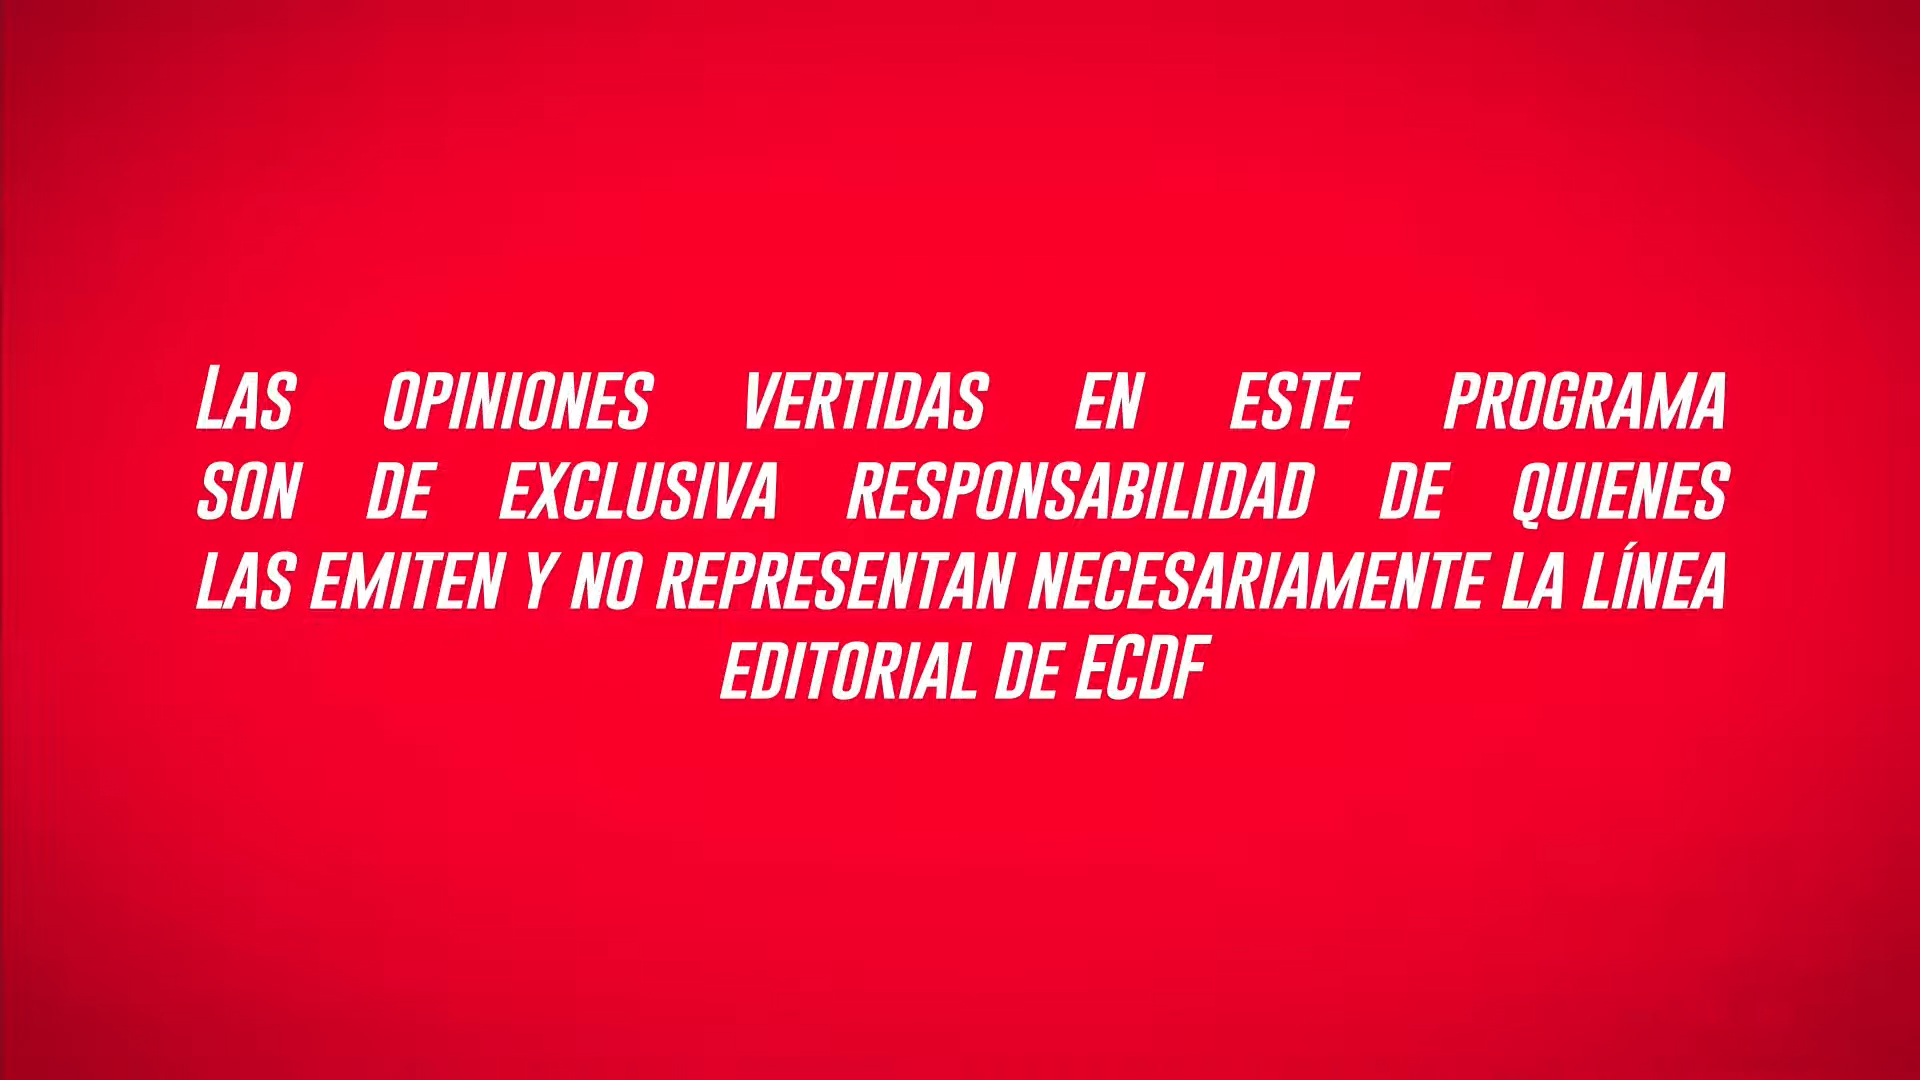 Las opiniones vertidas en este programa
son de exclusiva responsabilidad de quienes
las emiten y no representan necesariamente la línea
editorial de ECDF